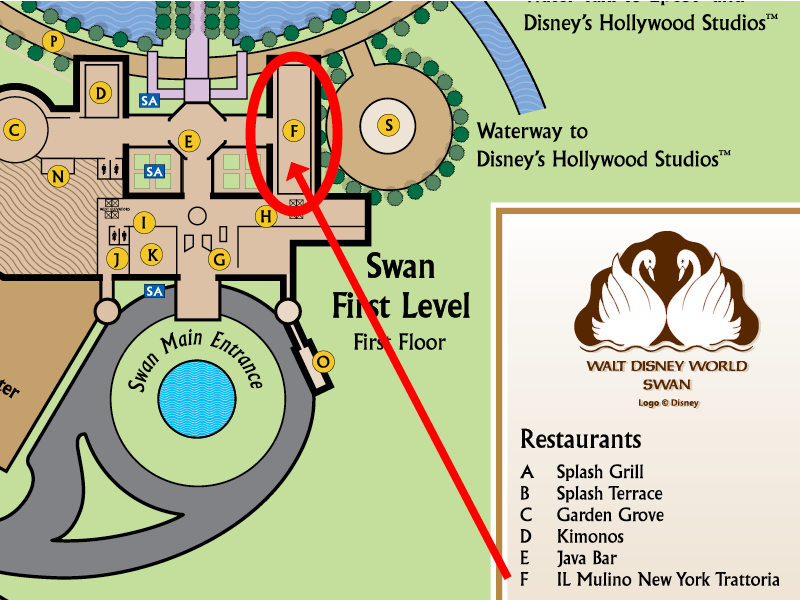 Disney's Hollywood Studios™
P
D
SA
C
E
F
S
Waterway to
Disney's Hollywood Studios™
N
SA
I
H
J
K
G
SA
Swan
First Level
First Floor
Swan Main Entrance
O
WALT DISNEY WORLD
SWAN
Logo © Disney
Restaurants
A Splash Grill
B Splash Terrace
C Garden Grove
D Kimonos
E Java Bar
F IL Mulino New York Trattoria